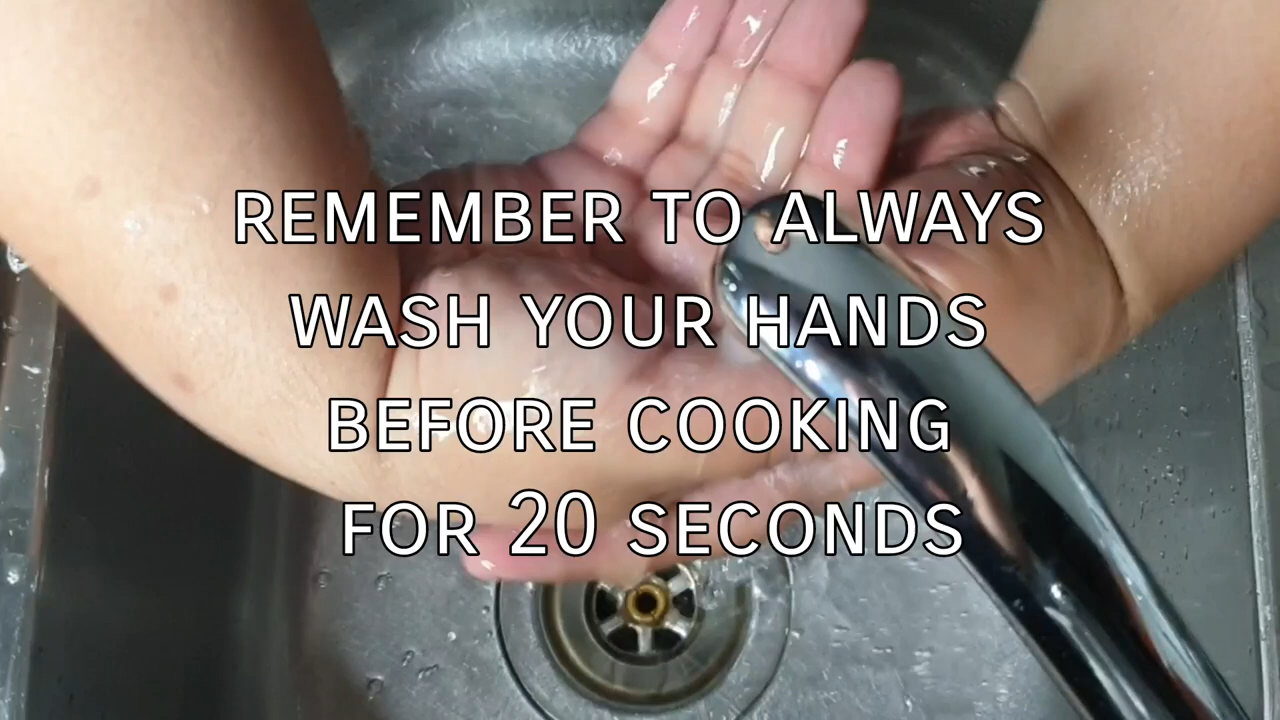 REMEMBER TO ALWAYS
WASH YOUR HANDS
BEFORE COOKING
FOR 20 SECONDS